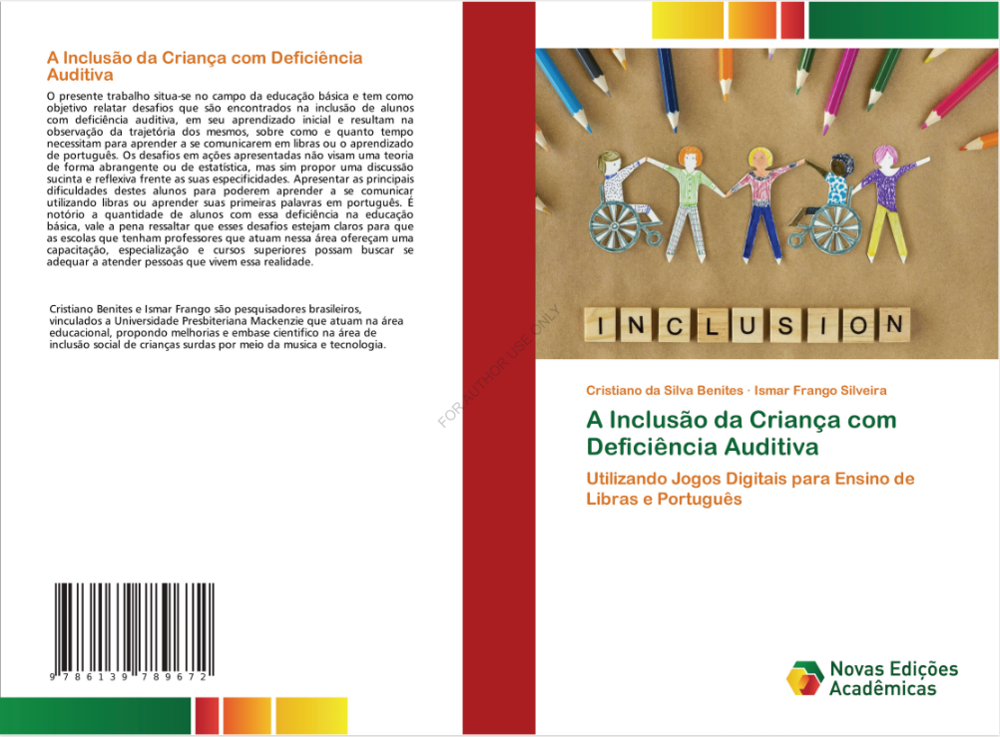 A Inclusão da Criança com Deficiência
Auditiva
O presente trabalho situa-se no campo da educação básica e tem como
objetivo relatar desafios que são encontrados na inclusão de alunos
com deficiência auditiva, em seu aprendizado inicial e resultam na
observação da trajetória dos mesmos, sobre como e quanto tempo
necessitam para aprender a se comunicarem em libras ou o aprendizado
de português. Os desafios em ações apresentadas não visam uma teoria
de forma abrangente ou de estatística, mas sim propor uma discussão
sucinta e reflexiva frente as suas especificidades. Apresentar as principais
dificuldades destes alunos para poderem aprender a se comunicar
utilizando libras ou aprender suas primeiras palavras em português. É
notório a quantidade de alunos com essa deficiência na educação
básica, vale a pena ressaltar que esses desafios estejam claros para que
as escolas que tenham professores que atuam nessa área ofereçam uma
capacitação, especialização e cursos superiores possam buscar se
adequar a atender pessoas que vivem essa realidade.
Cristiano Benites e Ismar Frango são pesquisadores brasileiros,
vinculados a Universidade Presbiteriana Mackenzie que atuam na área
educacional, propondo melhorias e embase cientifico na área de
inclusão social de crianças surdas por meio da musica e tecnologia.
9 786139 789672
FOR AUTHOR USE ONLY
INCLUSION
Cristiano da Silva Benites · Ismar Frango Silveira
A Inclusão da Criança com
Deficiência Auditiva
Utilizando Jogos Digitais para Ensino de
Libras e Português
Novas Edições
Acadêmicas